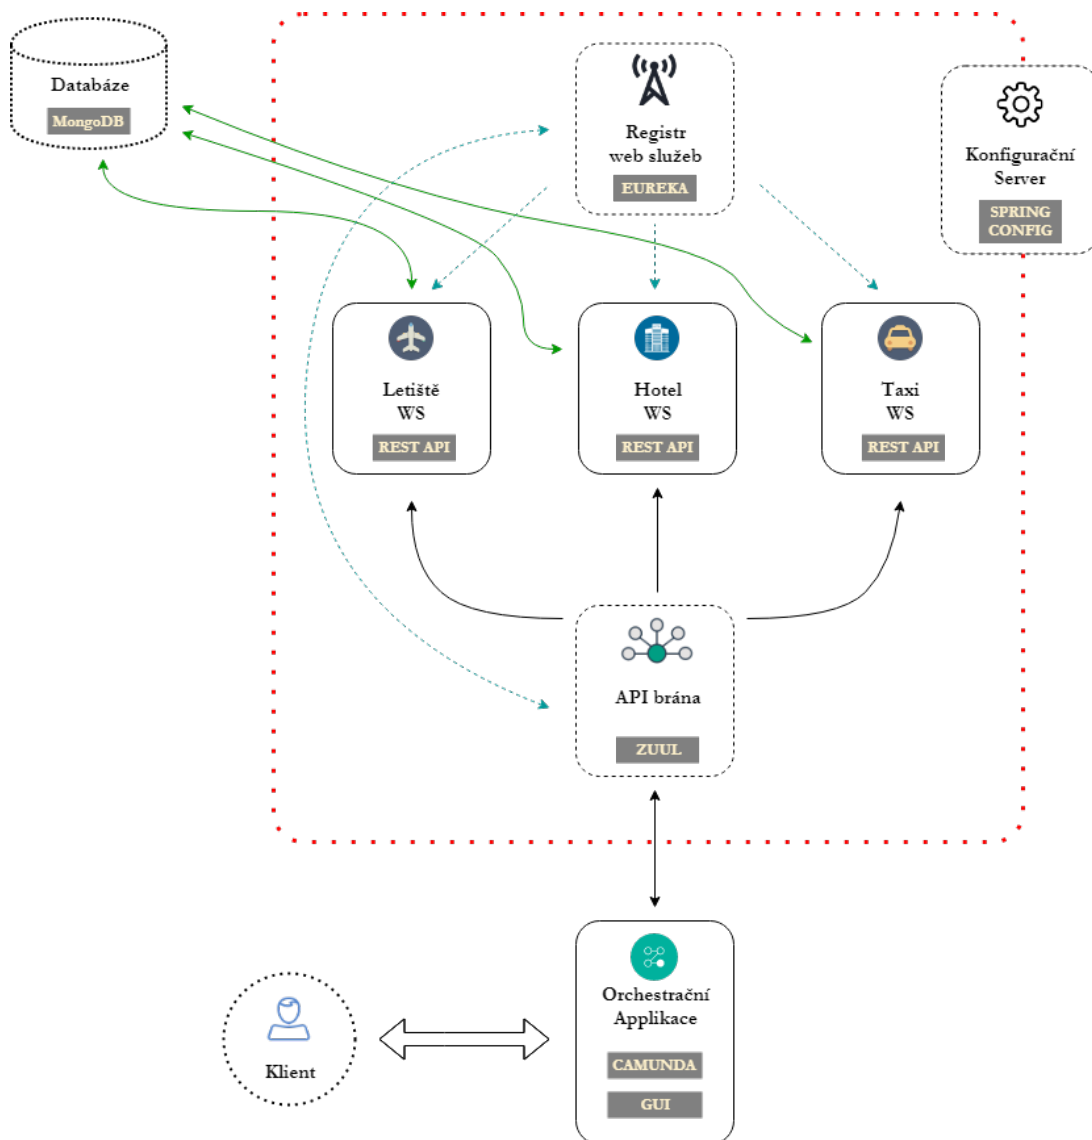 Databáze
MongoDB
Registr
web služeb
EUREKA
Konfigurační
Server
SPRING
CONFIG
Letiště
WS
REST API
Hotel
WS
REST API
Taxi
WS
REST API
API brána
ZUUL
Orchestrační
Applikace
CAMUNDA
GUI
Klient